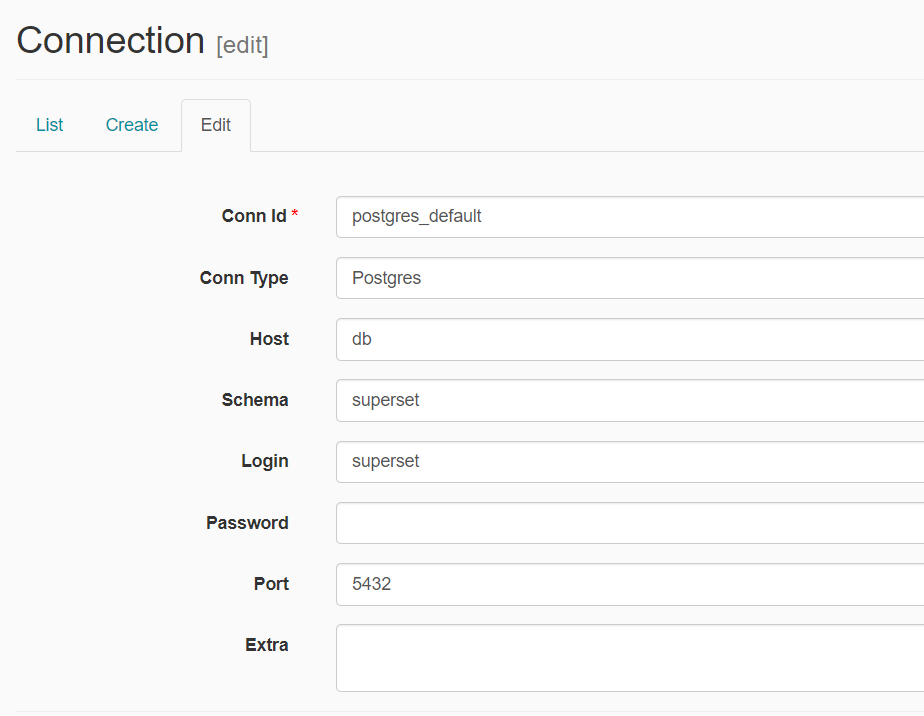 Connection [edit]
List Create Edit
Conn Id * postgres_default
Conn Type Postgres
Host db
Schema superset
Login superset
Password
Port 5432
Extra